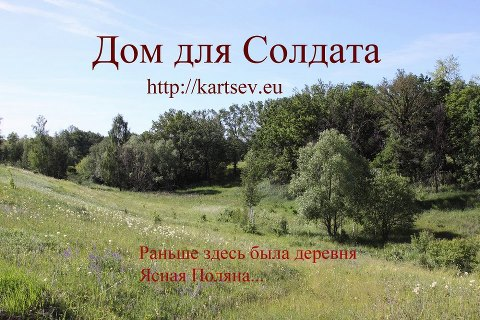 Дом для Солдата
http://kartsev.eu
Раньше здесь была деревня
Ясная Поляна....